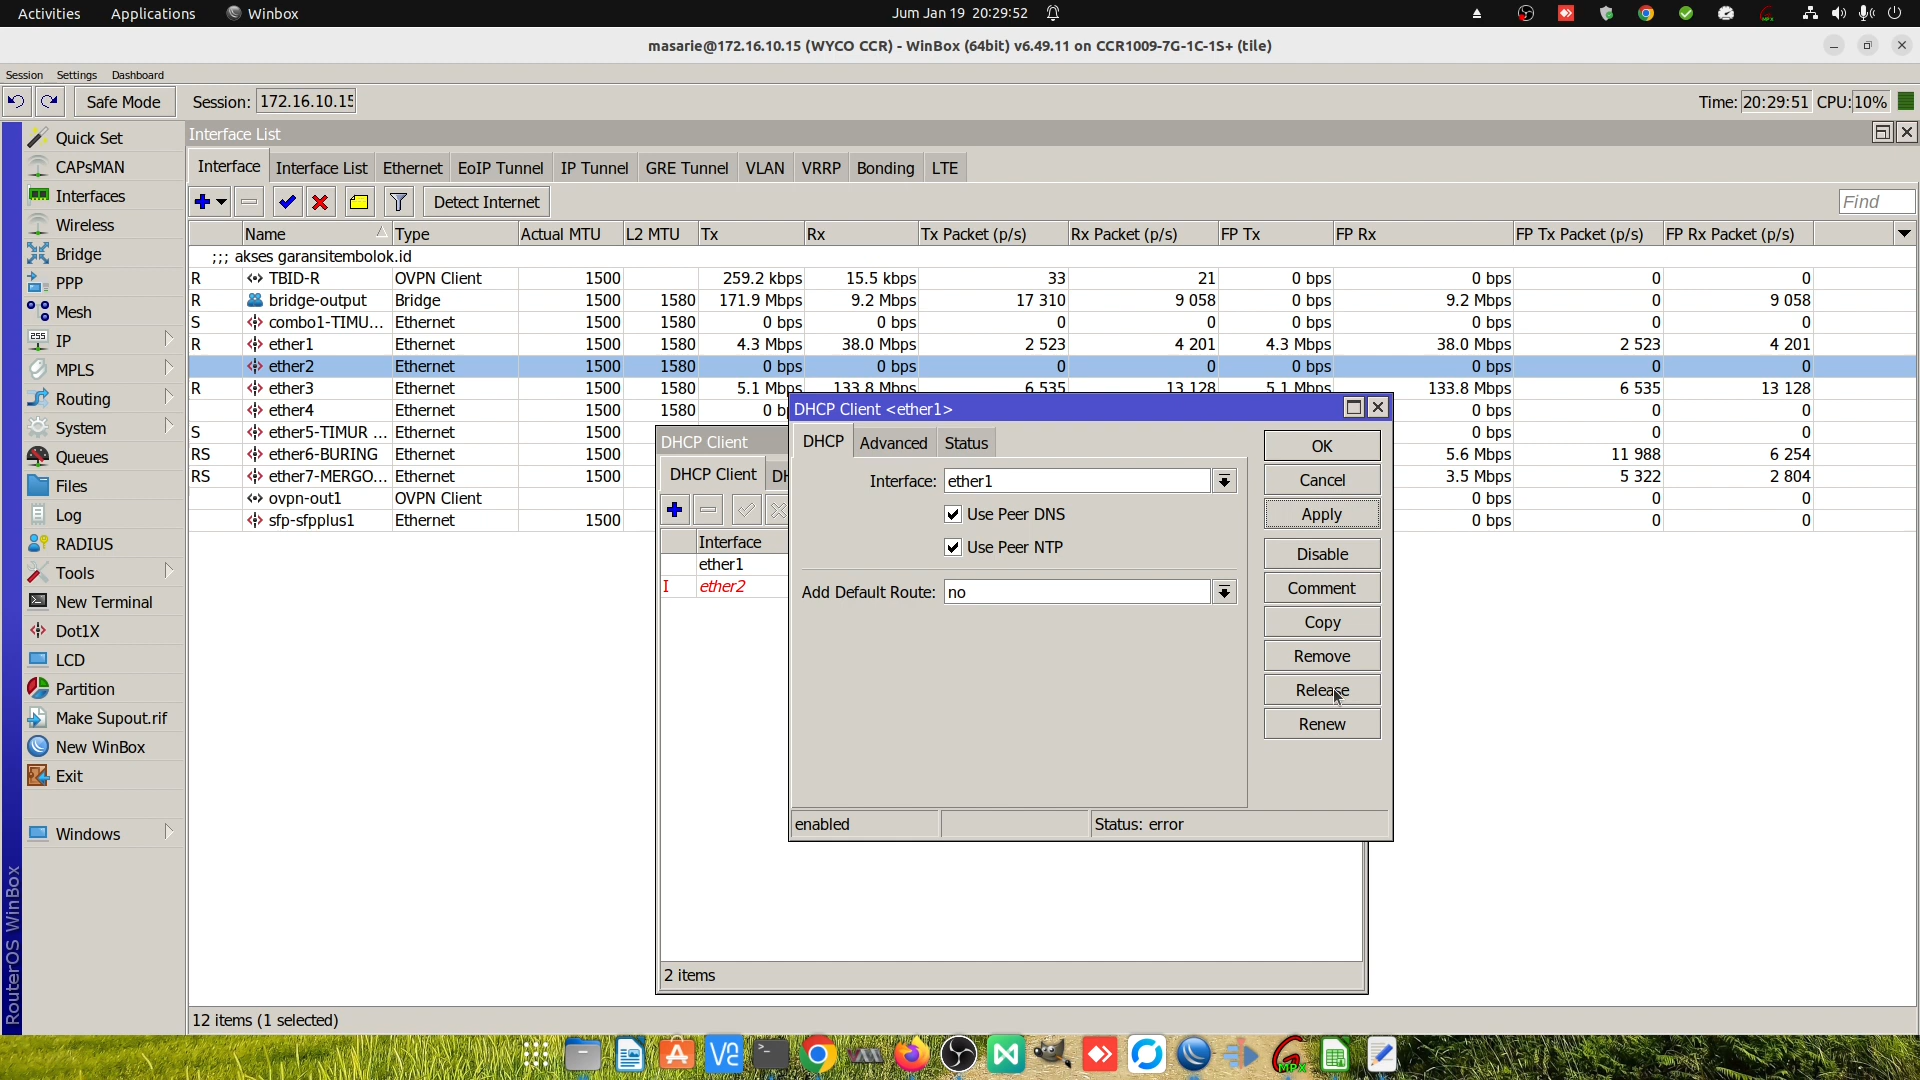 Activities Applications Winbox Jum Jan 19 20:29:52
masarie@172.16.10.15 (WYCO CCR) - WinBox (64bit) v6.49.11 on CCR1009-7G-1C-1S+ (tile)
Session Settings Dashboard
Safe Mode Session: 172.16.10.15 Time: 20:29:51 CPU: 10%
Quick Set
CAPsMAN
Interfaces
Wireless
Bridge
PPP
Mesh
IP
MPLS
Routing
System
Queues
Files
Log
RADIUS
Tools
New Terminal
Dot1X
LCD
Partition
Make Supout.rif
New WinBox
Exit
Windows
RouterOS WinBox
Interface List
Interface Interface List Ethernet EoIP Tunnel IP Tunnel GRE Tunnel VLAN VRRP Bonding LTE
Detect Internet Find
Name Type Actual MTU L2 MTU Tx Rx Tx Packet (p/s) Rx Packet (p/s) FP Tx FP Rx FP Tx Packet (p/s) FP Rx Packet (p/s)
;;; akses garansitembolok.id
R TBID-R OVPN Client 1500 259.2 kbps 15.5 kbps 33 21 0 bps 0 bps 0 0
R bridge-output Bridge 1500 1580 171.9 Mbps 9.2 Mbps 17 310 9 058 0 bps 9.2 Mbps 0 9 058
S combo1-TIMU... Ethernet 1500 1580 0 bps 0 bps 0 0 0 bps 0 bps 0 0
R ether1 Ethernet 1500 1580 4.3 Mbps 38.0 Mbps 2 523 4 201 4.3 Mbps 38.0 Mbps 2 523 4 201
ether2 Ethernet 1500 1580 0 bps 0 bps 0 0 0 bps 0 bps 0 0
R ether3 Ethernet 1500 1580 5.1 Mbps 133.8 Mbps 6 535 13 128 5.1 Mbps 133.8 Mbps 6 535 13 128
ether4 Ethernet 1500 1580 0 0 bps 0 0
S ether5-TIMUR ... Ethernet 1500 0 bps 0 0
RS ether6-BURING Ethernet 1500 5.6 Mbps 11 988 6 254
RS ether7-MERGO... Ethernet 1500 3.5 Mbps 5 322 2 804
ovpn-out1 OVPN Client 0 bps 0 0
sfp-sfpplus1 Ethernet 1500 0 bps 0 0
12 items (1 selected)
DHCP Client
DHCP Client
Interface
ether1
I ether2
2 items
DHCP Client <ether1>
DHCP Advanced Status
Interface: ether1
Use Peer DNS
Use Peer NTP
Add Default Route: no
OK
Cancel
Apply
Disable
Comment
Copy
Remove
Release
Renew
enabled Status: error